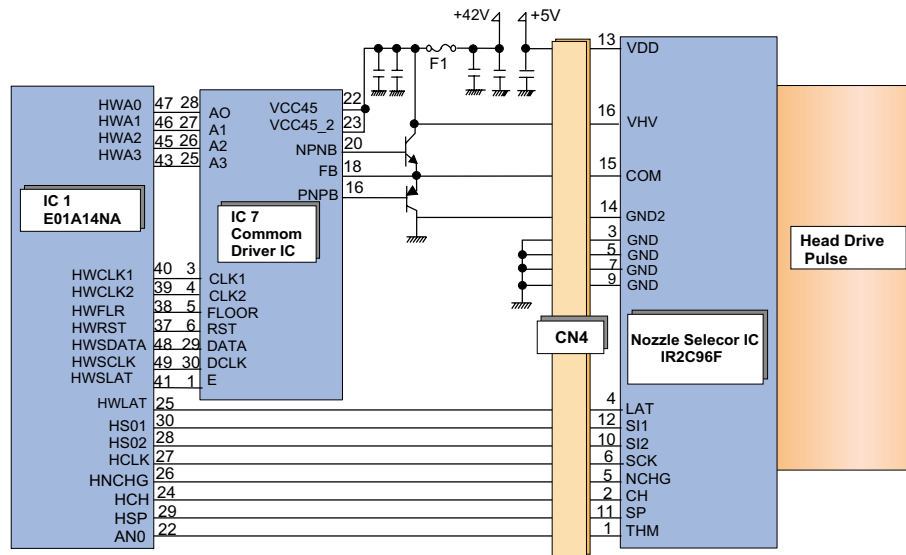 +42V +5V
F1
HWA0 47 28 AO
HWA1 46 27 A1
HWA2 45 26 A2
HWA3 43 25 A3
IC 1
E01A14NA
VCC45 22
VCC45_2 23
NPNB 20
FB 18
PNPB 16
IC 7
Commom
Driver IC
HWCLK1 40 3 CLK1
HWCLK2 39 4 CLK2
HWFLR 38 5 FLOOR
HWRST 37 6 RST
HWSDATA 48 29 DATA
HWSCLK 49 30 DCLK
HWSLAT 41 1 E
HWLAT 25
HS01 30
HS02 28
HCLK 27
HNCHG 26
HCH 24
HSP 29
AN0 22
CN4
13 VDD
16 VHV
15 COM
14 GND2
3 GND
5 GND
7 GND
9 GND
Nozzle Selecor IC
IR2C96F
4 LAT
12 SI1
10 SI2
6 SCK
5 NCHG
2 CH
11 SP
1 THM
Head Drive
Pulse